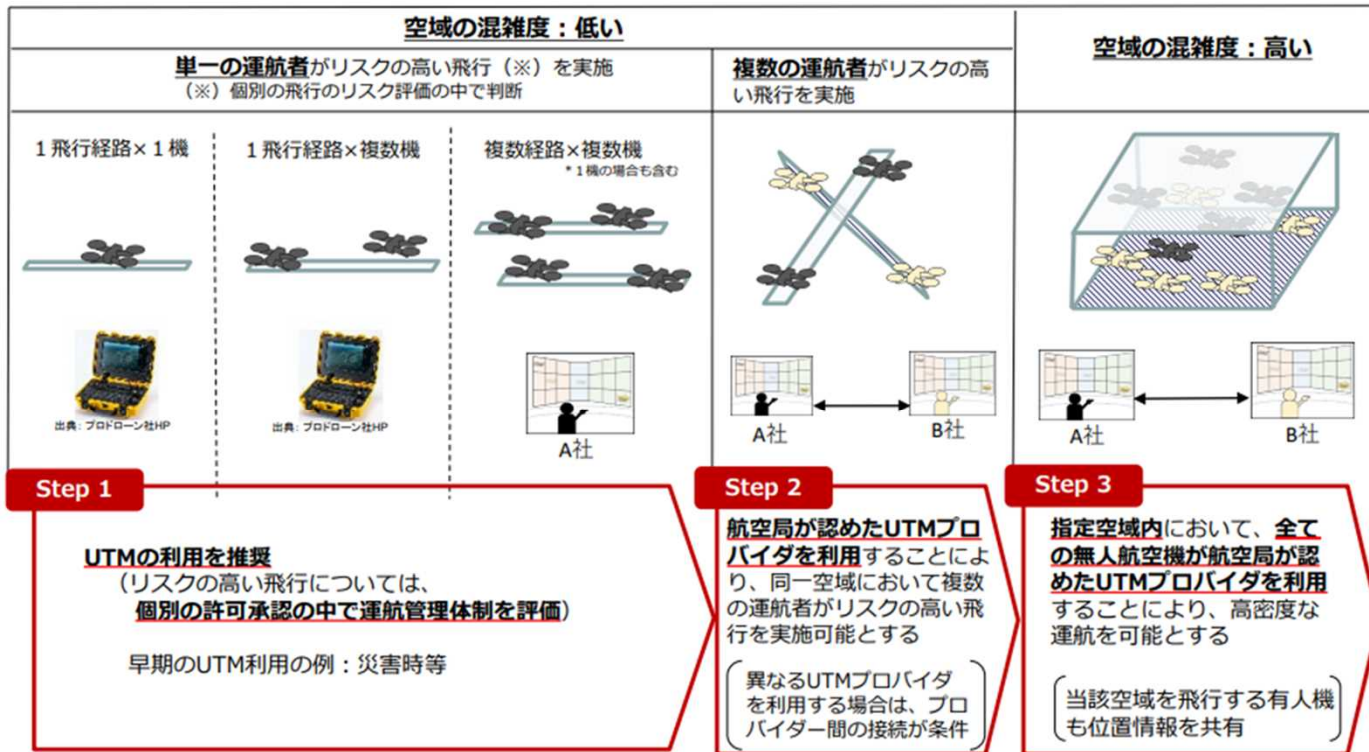 空域の混雑度：低い
空域の混雑度：高い
単一の運航者がリスクの高い飛行（※）を実施
（※）個別の飛行のリスク評価の中で判断
複数の運航者がリスクの高
い飛行を実施
１飛行経路×１機
１飛行経路×複数機
複数経路×複数機
*１機の場合も含む
出典：プロドローン社HP
出典：プロドローン社HP
A社
A社
B社
A社
B社
Step 1
UTMの利用を推奨
（リスクの高い飛行については、
個別の許可承認の中で運航管理体制を評価）
早期のUTM利用の例：災害時等
Step 2
航空局が認めたUTMプロ
バイダを利用することによ
り、同一空域において複数
の運航者がリスクの高い飛
行を実施可能とする
異なるUTMプロバイダ
を利用する場合は、プロ
バイダー間の接続が条件
Step 3
指定空域内において、全て
の無人航空機が航空局が認
めたUTMプロバイダを利用
することにより、高密度な
運航を可能とする
当該空域を飛行する有人機
も位置情報を共有